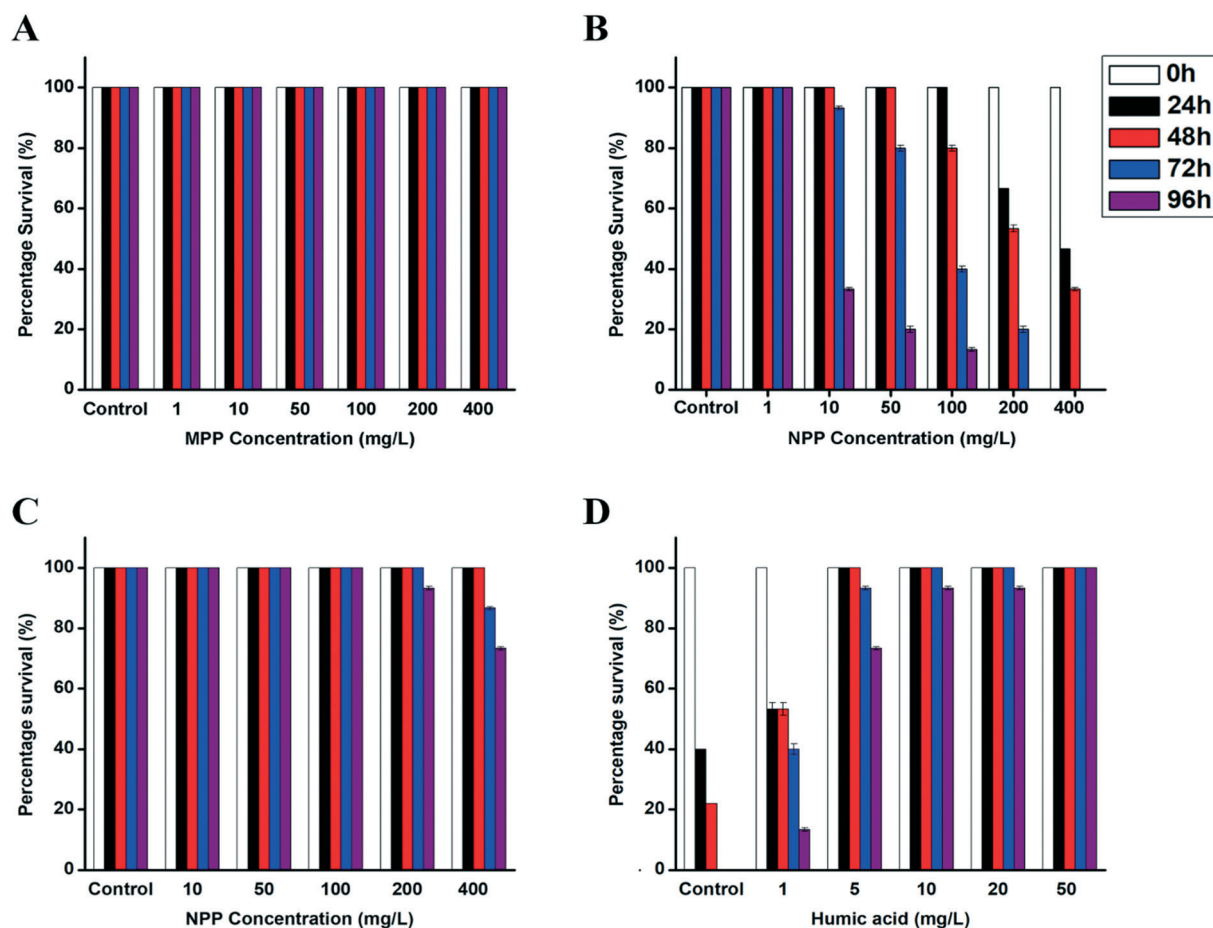 A
Percentage Survival (%)
100
80
60
40
20
0
Control 1 10 50 100 200 400
MPP Concentration (mg/L)
B
Percentage Survival (%)
100
80
60
40
20
0
Control 1 10 50 100 200 400
NPP Concentration (mg/L)
0h
24h
48h
72h
96h
C
Percentage survival (%)
100
80
60
40
20
0
Control 10 50 100 200 400
NPP Concentration (mg/L)
D
Percentage survival (%)
100
80
60
40
20
0
Control 1 5 10 20 50
Humic acid (mg/L)